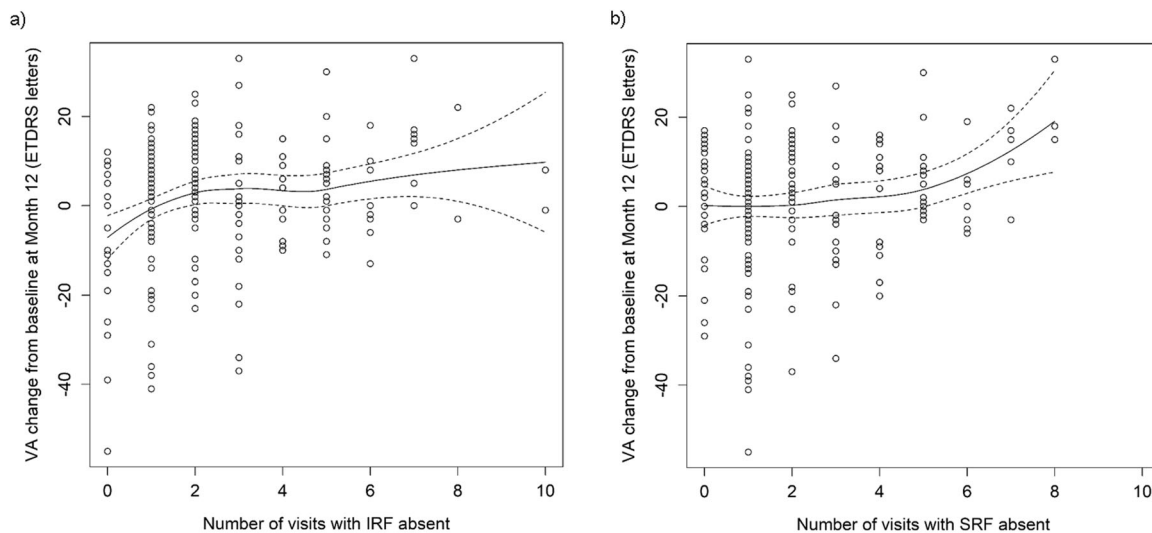 a)
VA change from baseline at Month 12 (ETDRS letters)
20
0
-20
-40
0 2 4 6 8 10
Number of visits with IRF absent
b)
VA change from baseline at Month 12 (ETDRS letters)
20
0
-20
-40
0 2 4 6 8 10
Number of visits with SRF absent